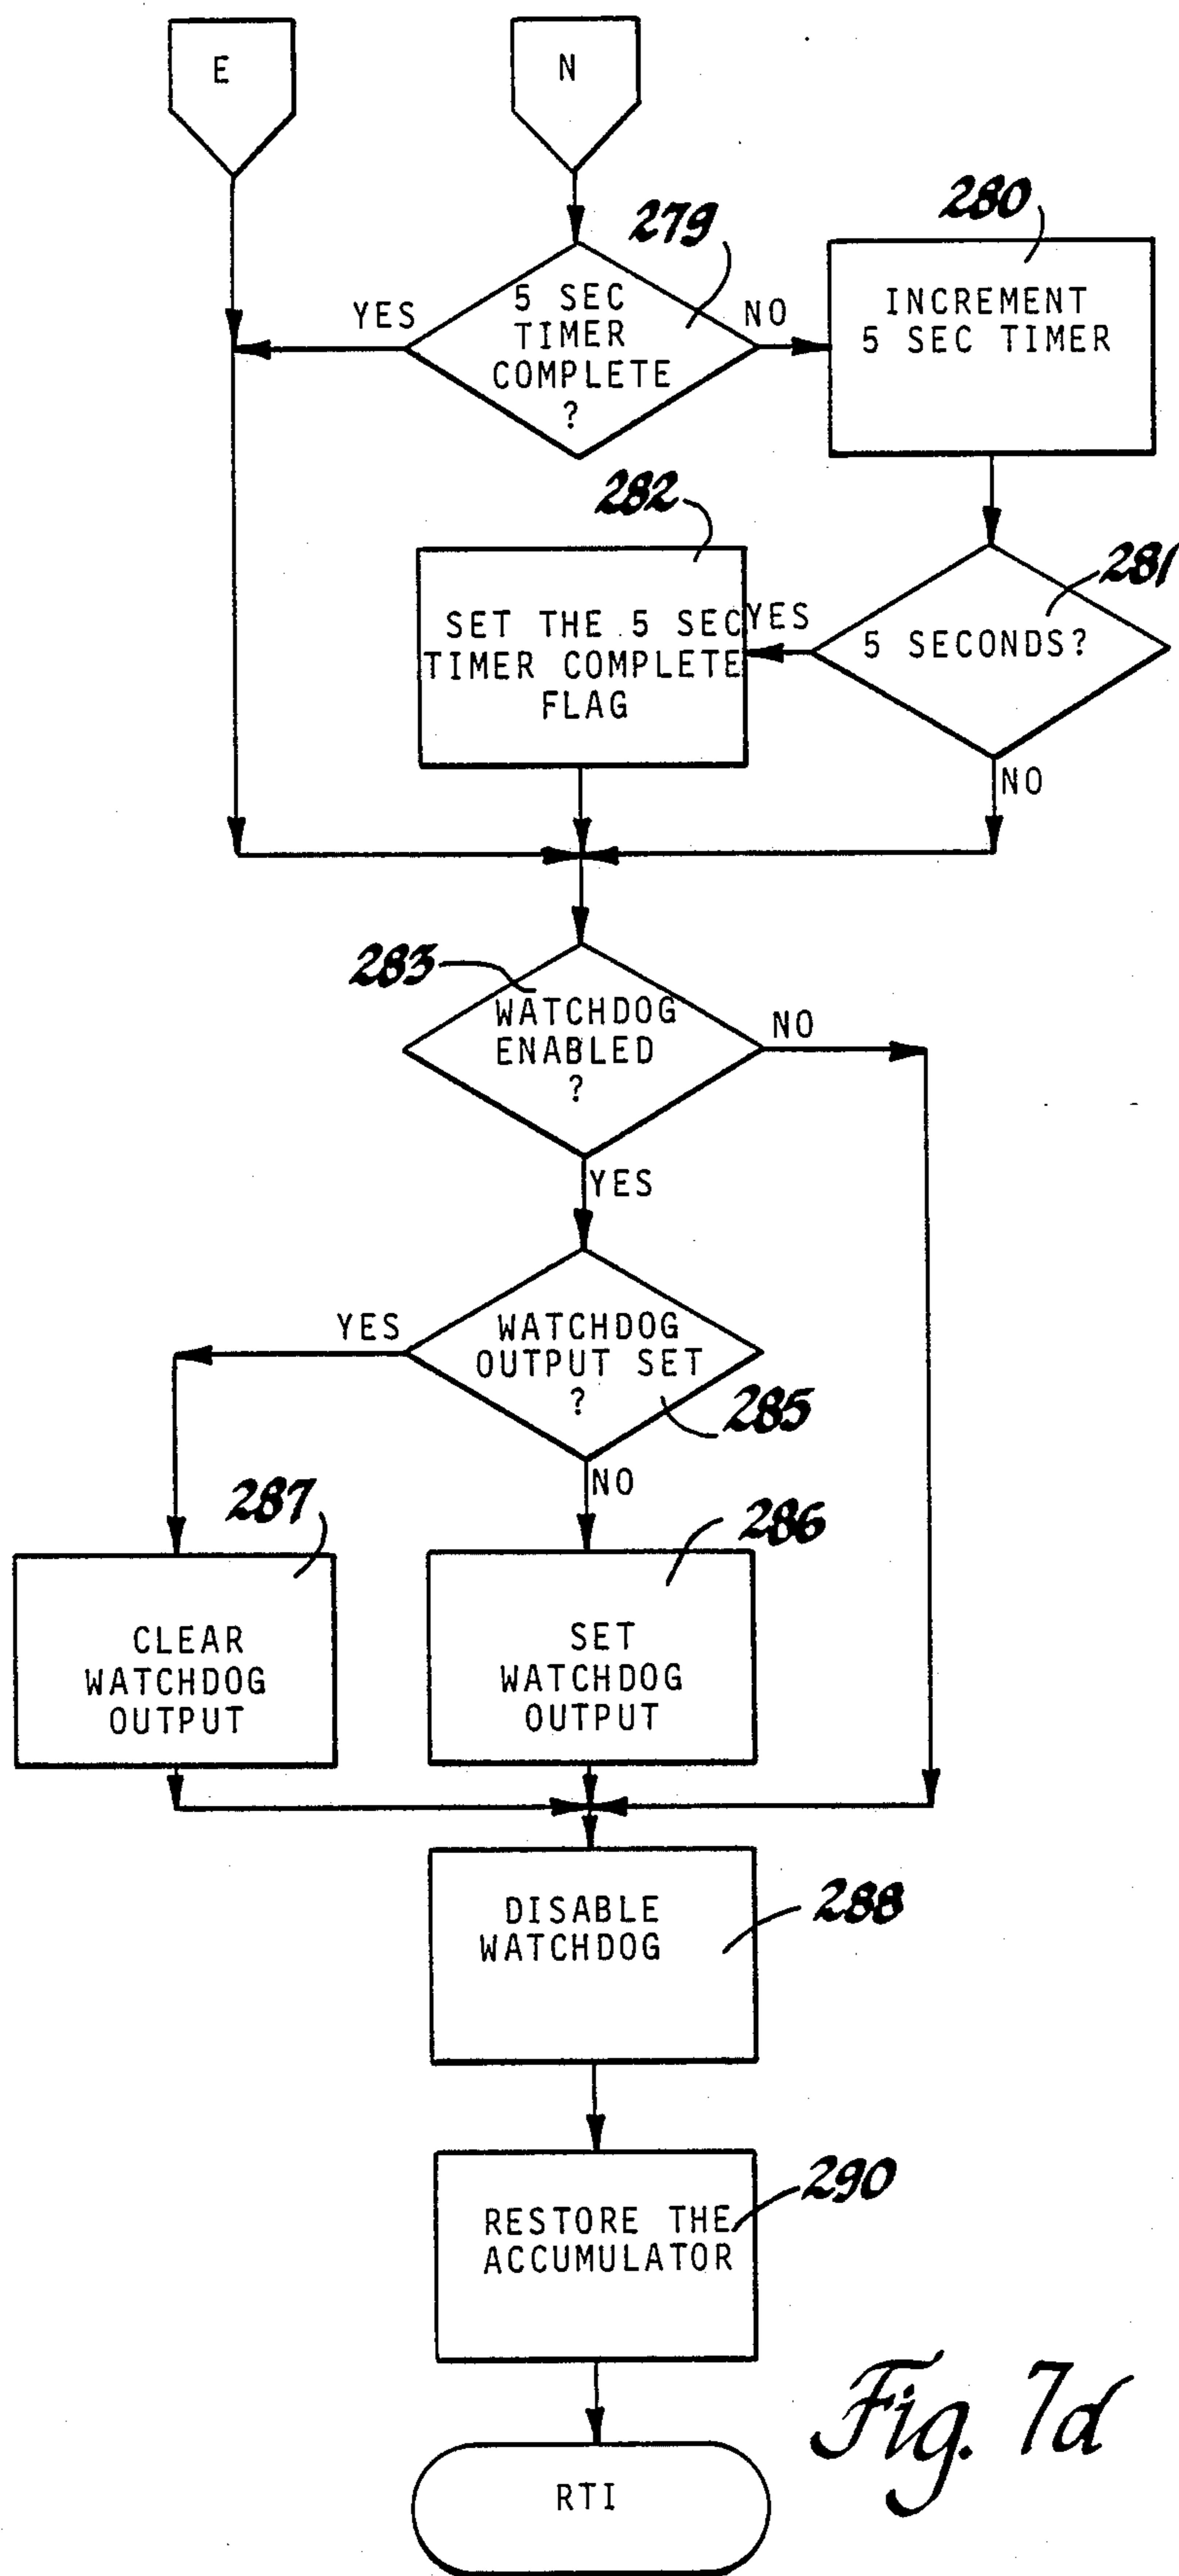 E
N
279
280
5 SEC
TIMER
COMPLETE
?
YES
NO
INCREMENT
5 SEC TIMER
282
281
SET THE 5 SEC
TIMER COMPLETE
FLAG
YES
5 SECONDS?
NO
283
WATCHDOG
ENABLED
?
NO
YES
YES
WATCHDOG
OUTPUT SET
?
285
NO
287
286
CLEAR
WATCHDOG
OUTPUT
SET
WATCHDOG
OUTPUT
DISABLE
WATCHDOG
288
290
RESTORE THE
ACCUMULATOR
Fig. 7d
RTI